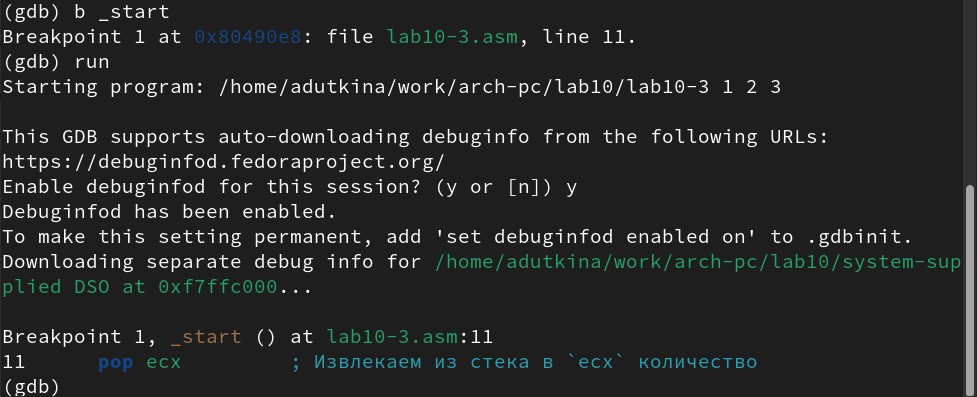 (gdb) b _start
Breakpoint 1 at 0x80490e8: file lab10-3.asm, line 11.
(gdb) run
Starting program: /home/adutkina/work/arch-pc/lab10/lab10-3 1 2 3

This GDB supports auto-downloading debuginfo from the following URLs:
https://debuginfod.fedoraproject.org/
Enable debuginfod for this session? (y or [n]) y
Debuginfod has been enabled.
To make this setting permanent, add 'set debuginfod enabled on' to .gdbinit.
Downloading separate debug info for /home/adutkina/work/arch-pc/lab10/system-sup
plied DSO at 0xf7ffc000...

Breakpoint 1, _start () at lab10-3.asm:11
11      pop ecx         ; Извлекаем из стека в `ecx` количество
(gdb)